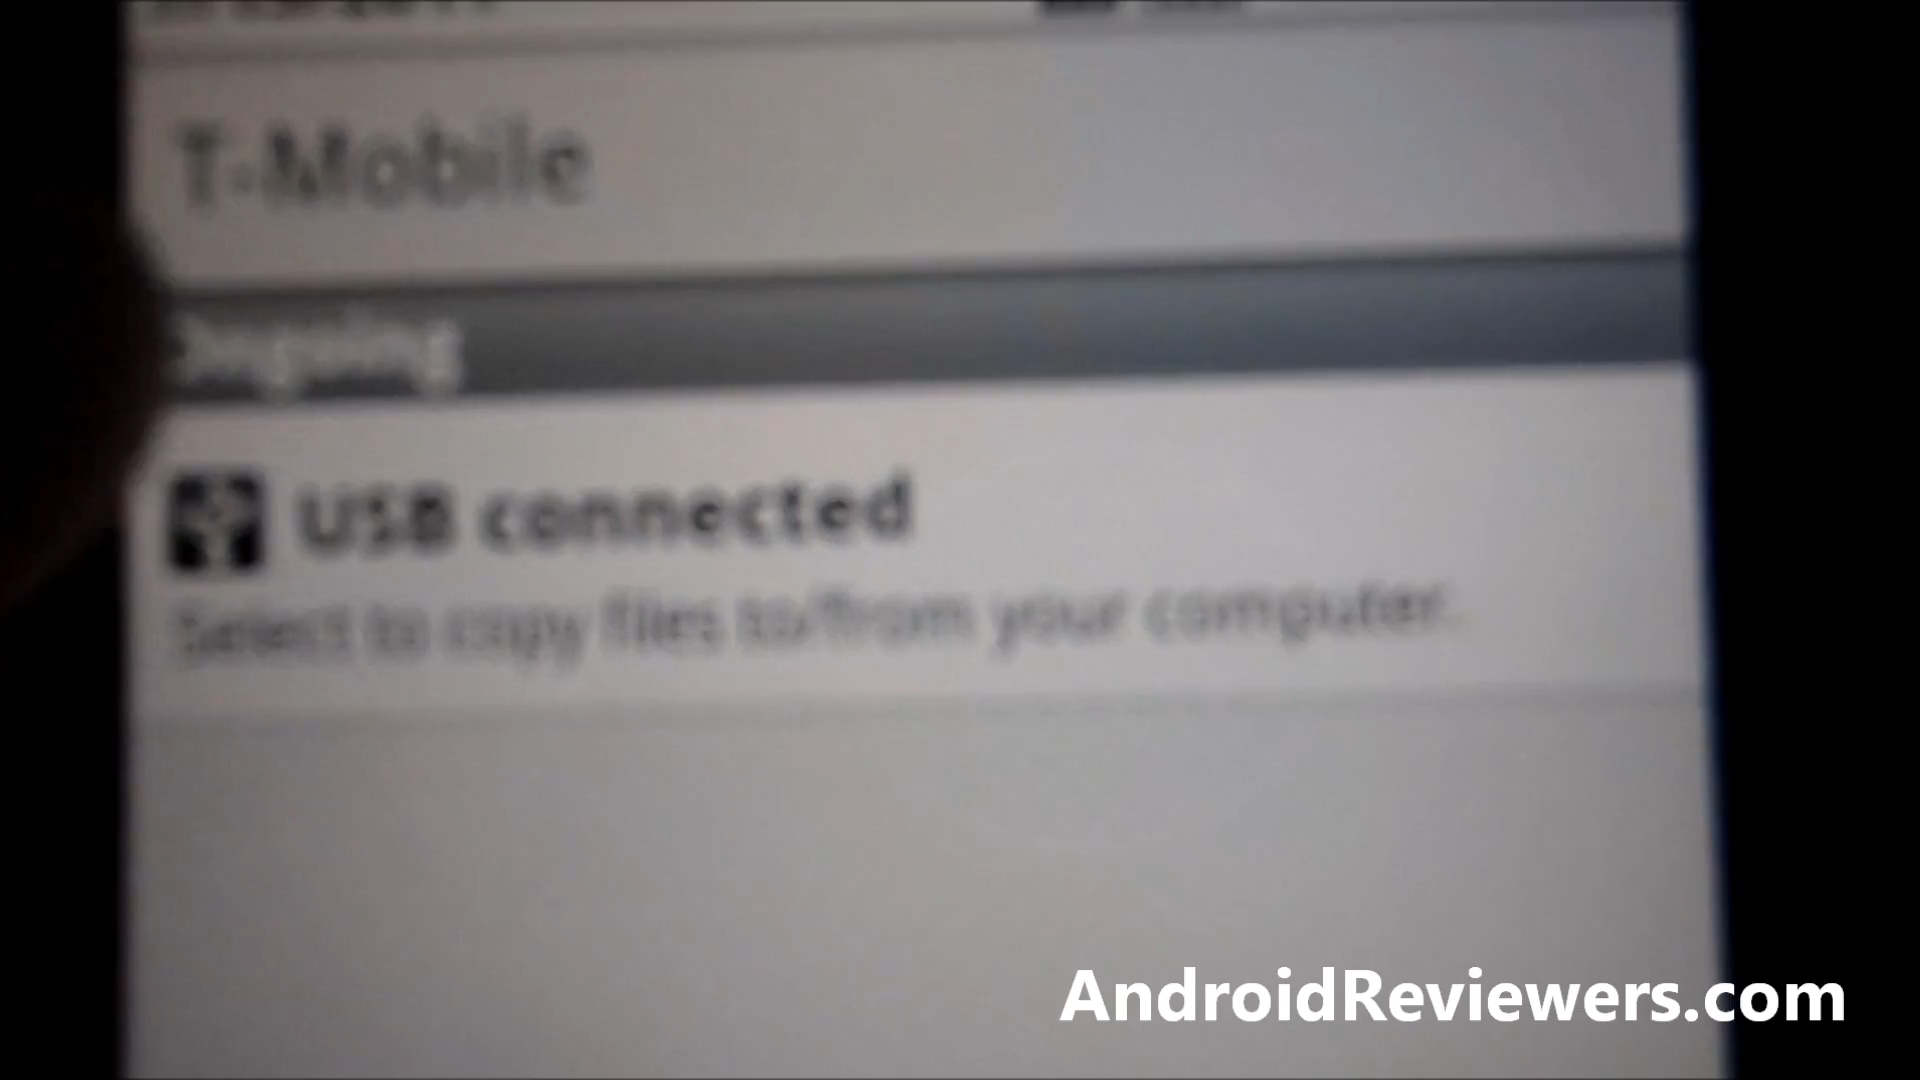 T-Mobile
Ongoing
USB connected
Select to copy files to/from your computer.
AndroidReviewers.com